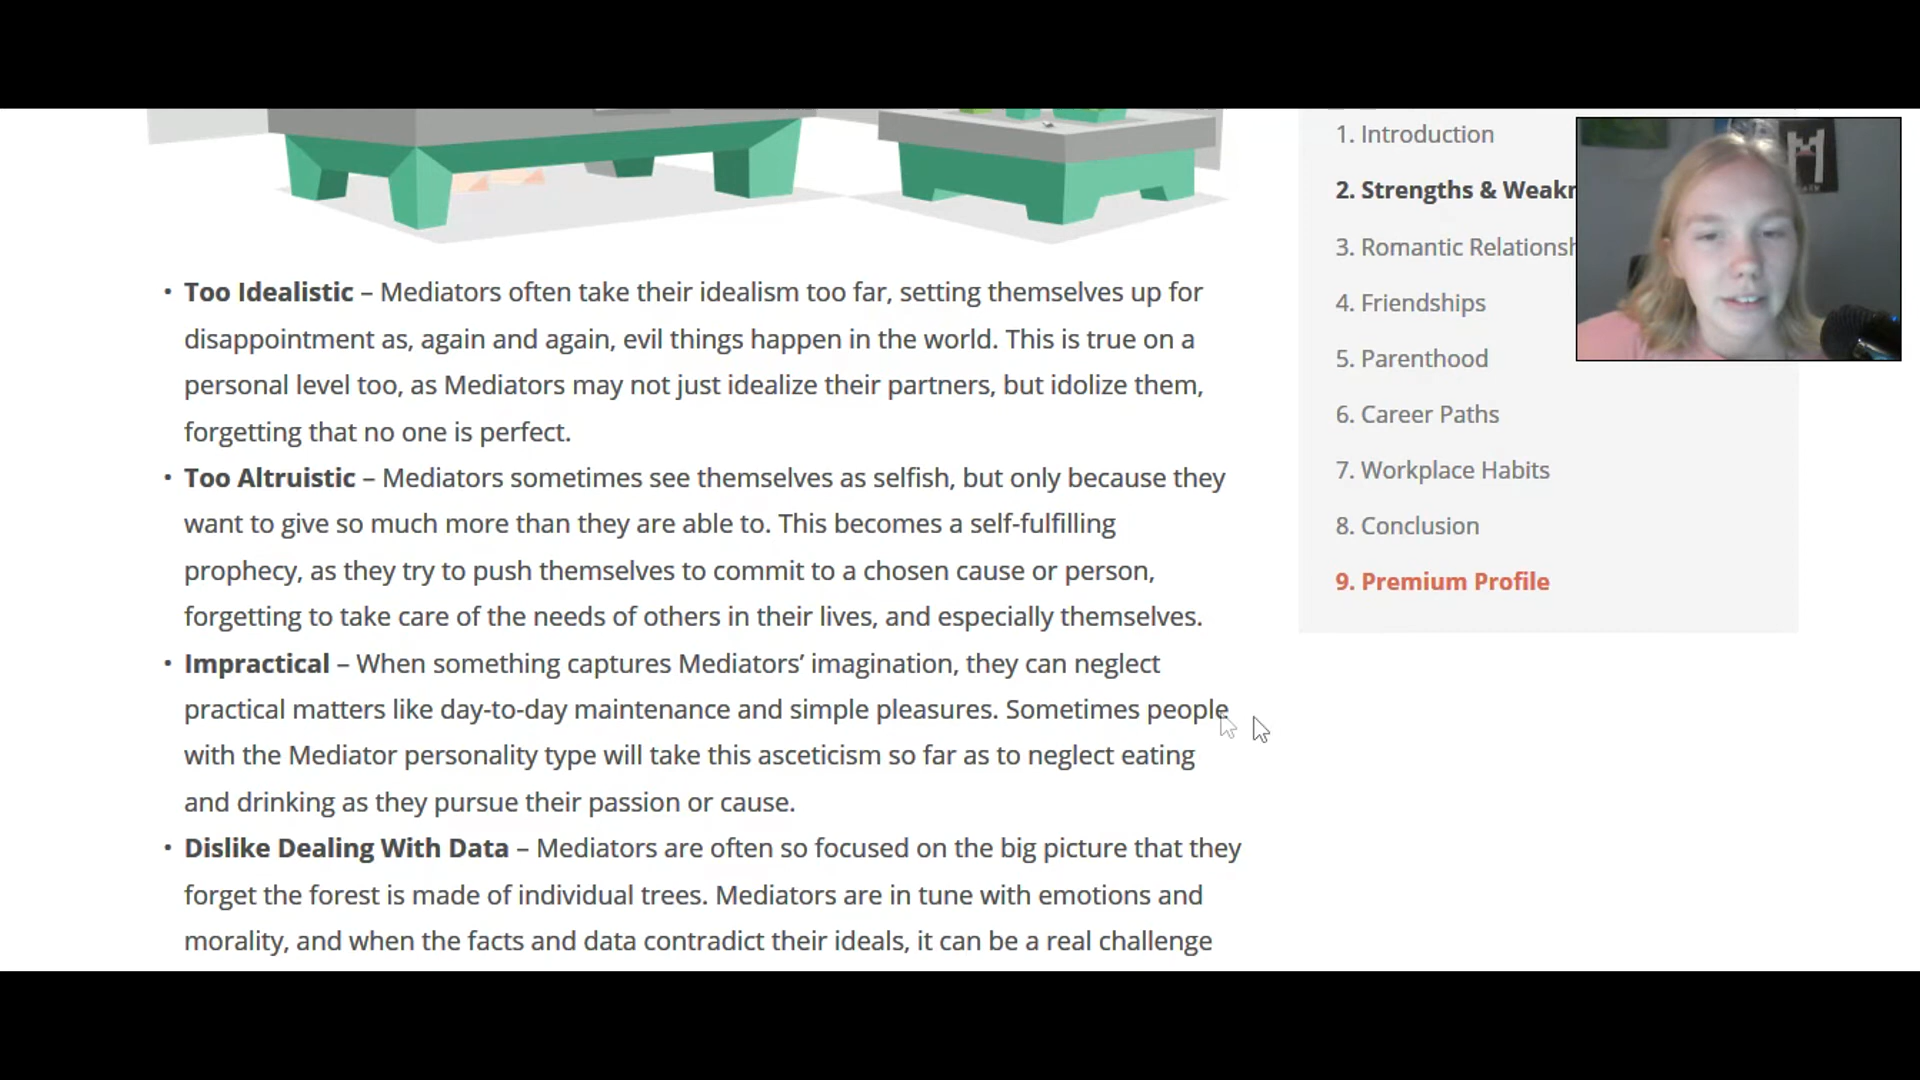 Too Idealistic – Mediators often take their idealism too far, setting themselves up for
disappointment as, again and again, evil things happen in the world. This is true on a
personal level too, as Mediators may not just idealize their partners, but idolize them,
forgetting that no one is perfect.
Too Altruistic – Mediators sometimes see themselves as selfish, but only because they
want to give so much more than they are able to. This becomes a self-fulfilling
prophecy, as they try to push themselves to commit to a chosen cause or person,
forgetting to take care of the needs of others in their lives, and especially themselves.
Impractical – When something captures Mediators’ imagination, they can neglect
practical matters like day-to-day maintenance and simple pleasures. Sometimes people
with the Mediator personality type will take this asceticism so far as to neglect eating
and drinking as they pursue their passion or cause.
Dislike Dealing With Data – Mediators are often so focused on the big picture that they
forget the forest is made of individual trees. Mediators are in tune with emotions and
morality, and when the facts and data contradict their ideals, it can be a real challenge
1. Introduction
2. Strengths & Weakn
3. Romantic Relationsh
4. Friendships
5. Parenthood
6. Career Paths
7. Workplace Habits
8. Conclusion
9. Premium Profile